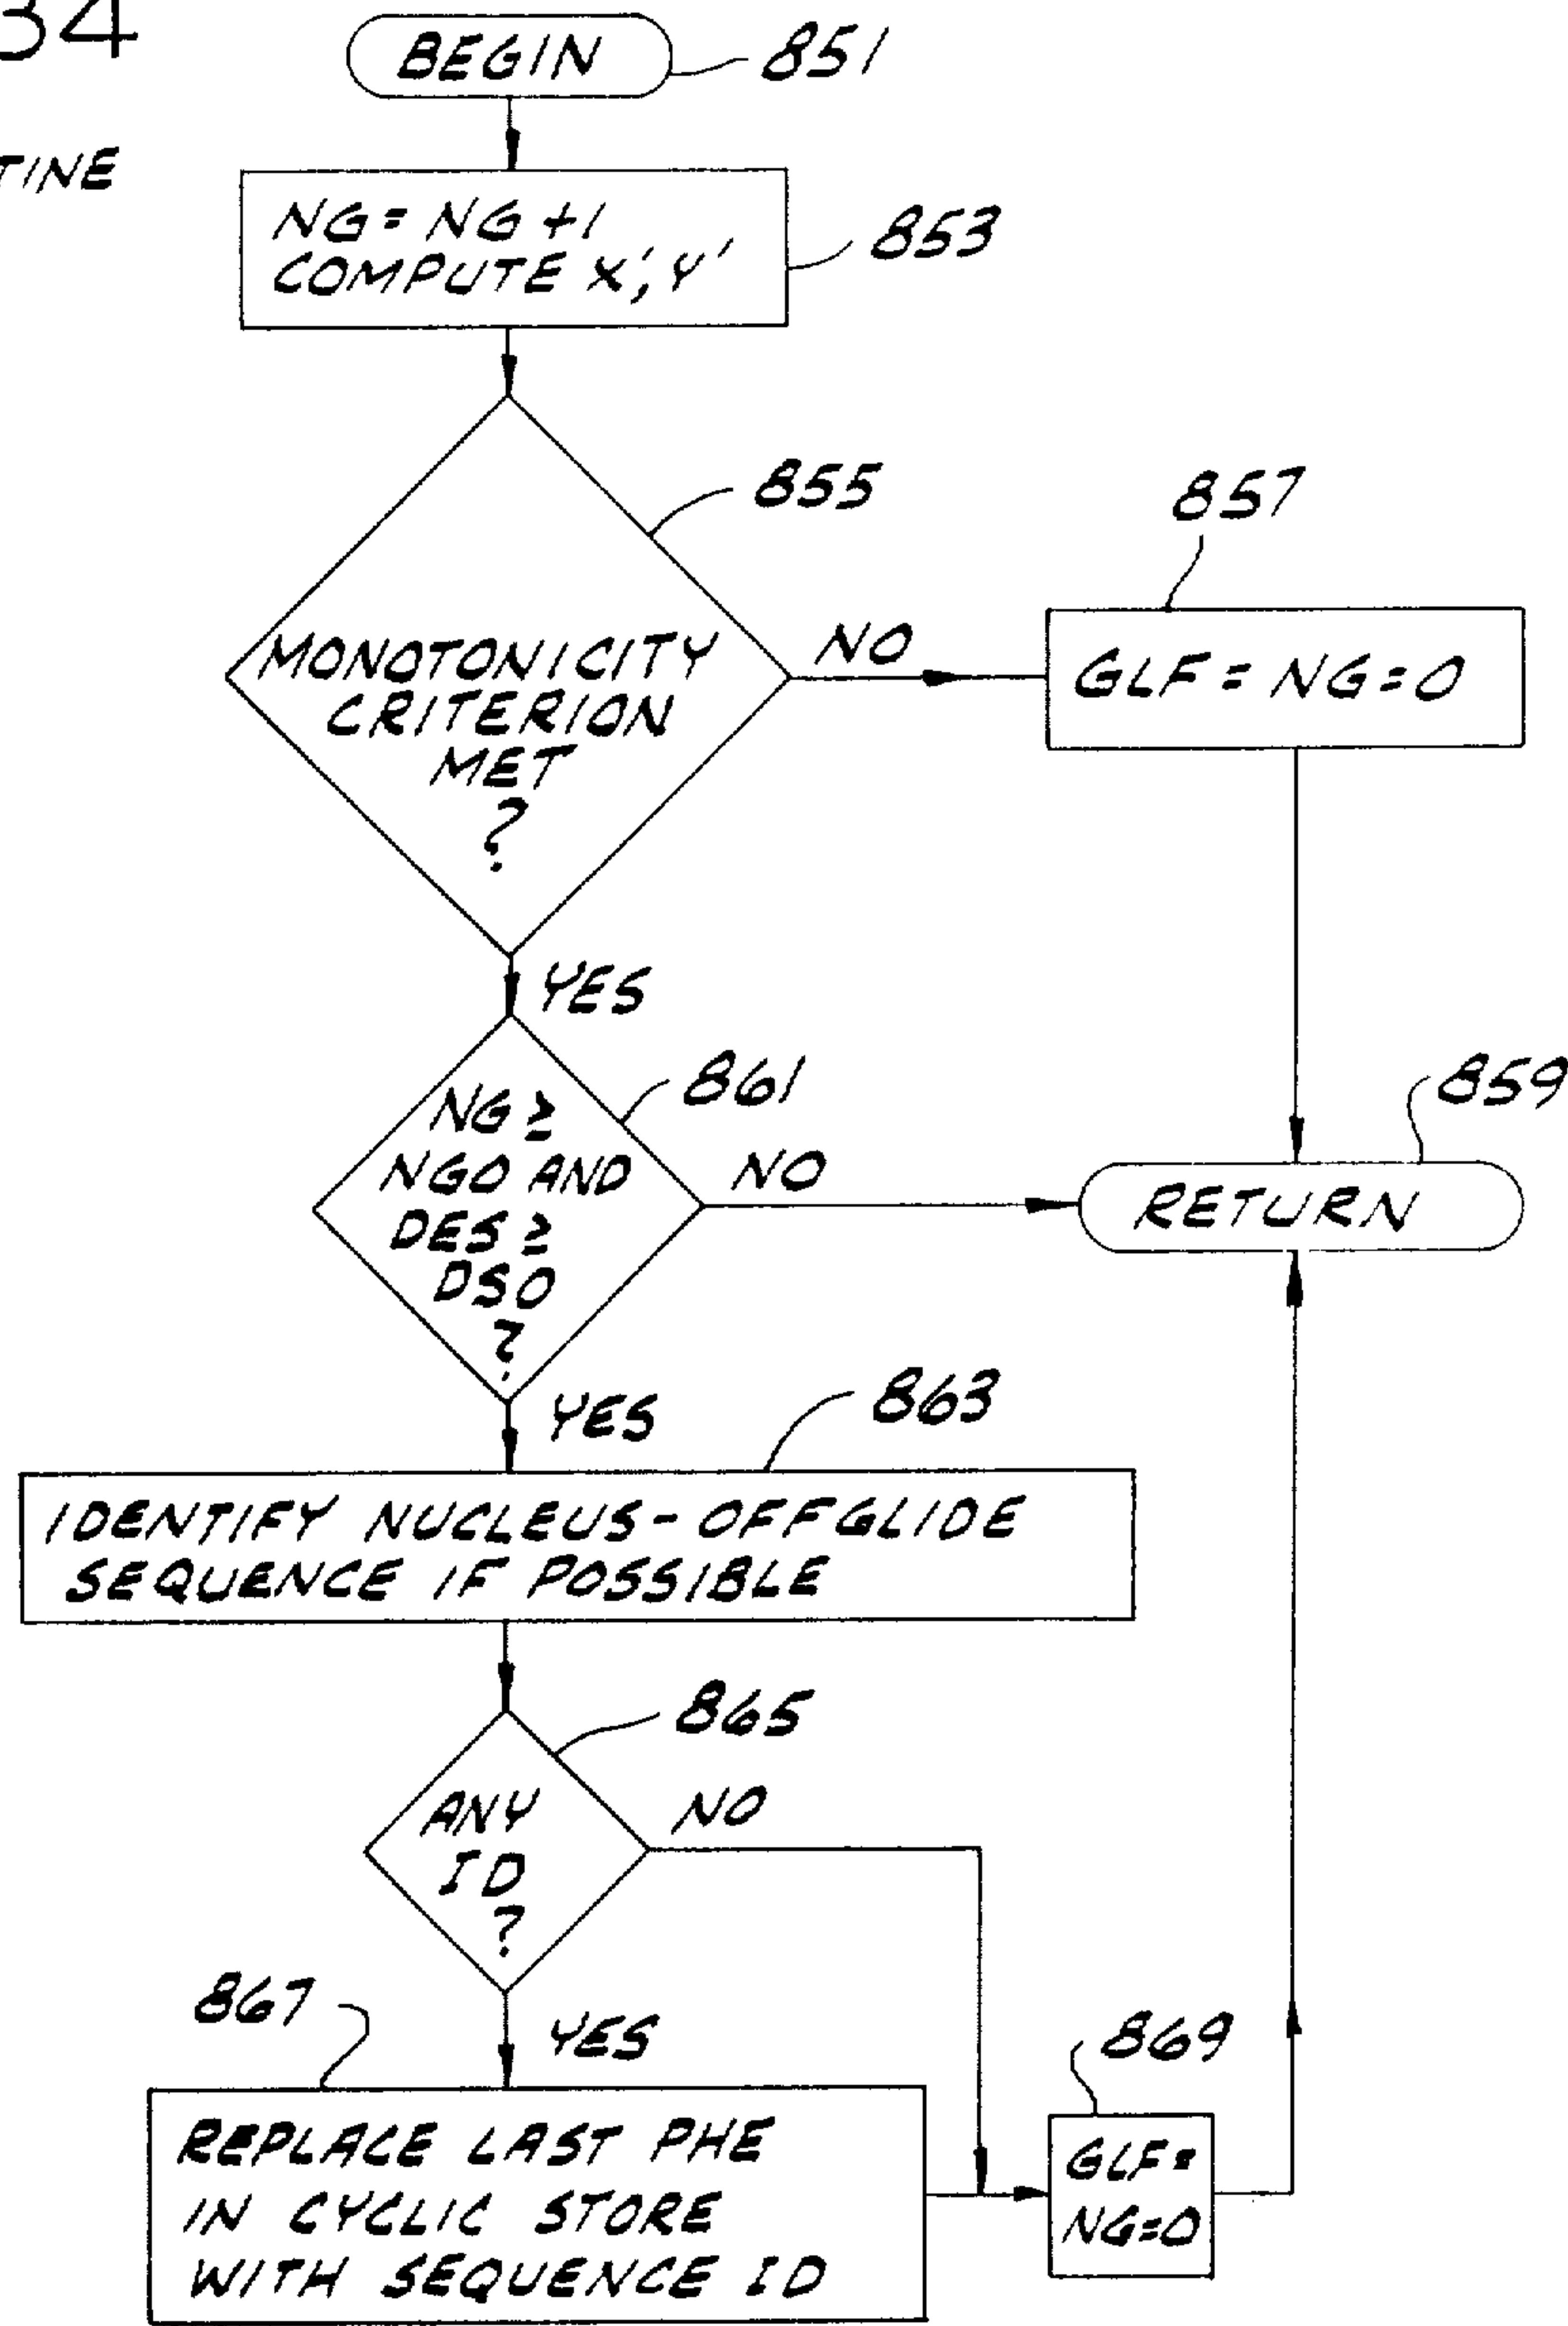 34
BEGIN
851
TINE
NG = NG +1
COMPUTE X', Y'
853
855
MONOTONICITY
CRITERION
MET
?
NO
857
GLF = NG = 0
YES
NG ≥
NGO AND
DES ≥
DSO
?
861
NO
859
RETURN
YES
863
IDENTIFY NUCLEUS-OFFGLIDE
SEQUENCE IF POSSIBLE
865
ANY
ID
?
NO
YES
867
REPLACE LAST PHE
IN CYCLIC STORE
WITH SEQUENCE ID
869
GLF =
NG=0